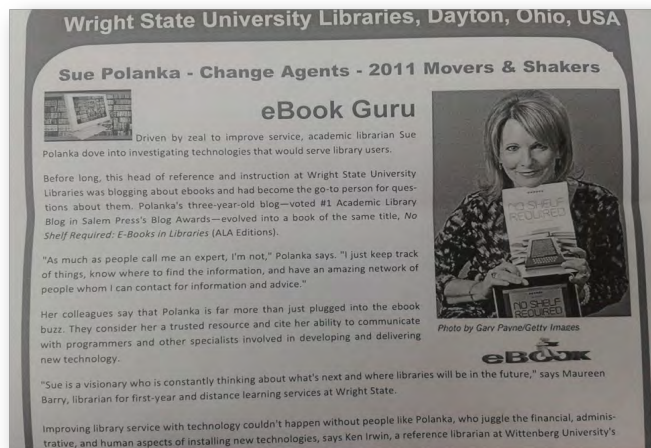 Wright State University Libraries, Dayton, Ohio, USA
Sue Polanka - Change Agents - 2011 Movers & Shakers
eBook Guru
Driven by zeal to improve service, academic librarian Sue
Polanka dove into investigating technologies that would serve library users.
Before long, this head of reference and instruction at Wright State University
Libraries was blogging about ebooks and had become the go-to person for ques-
tions about them. Polanka's three-year-old blog—voted #1 Academic Library
Blog in Salem Press's Blog Awards—evolved into a book of the same title, No
Shelf Required: E-Books in Libraries (ALA Editions).
"As much as people call me an expert, I'm not," Polanka says. "I just keep track
of things, know where to find the information, and have an amazing network of
people whom I can contact for information and advice."
Her colleagues say that Polanka is far more than just plugged into the ebook
buzz. They consider her a trusted resource and cite her ability to communicate
with programmers and other specialists involved in developing and delivering
new technology.
NO SHELF
REQUIRED
NO SHELF
REQUIRED
Photo by Gary Payne/Getty Images
eBOOK
"Sue is a visionary who is constantly thinking about what's next and where libraries will be in the future," says Maureen
Barry, librarian for first-year and distance learning services at Wright State.
Improving library service with technology couldn't happen without people like Polanka, who juggle the financial, adminis-
trative, and human aspects of installing new technologies, says Ken Irwin, a reference librarian at Wittenberg University's